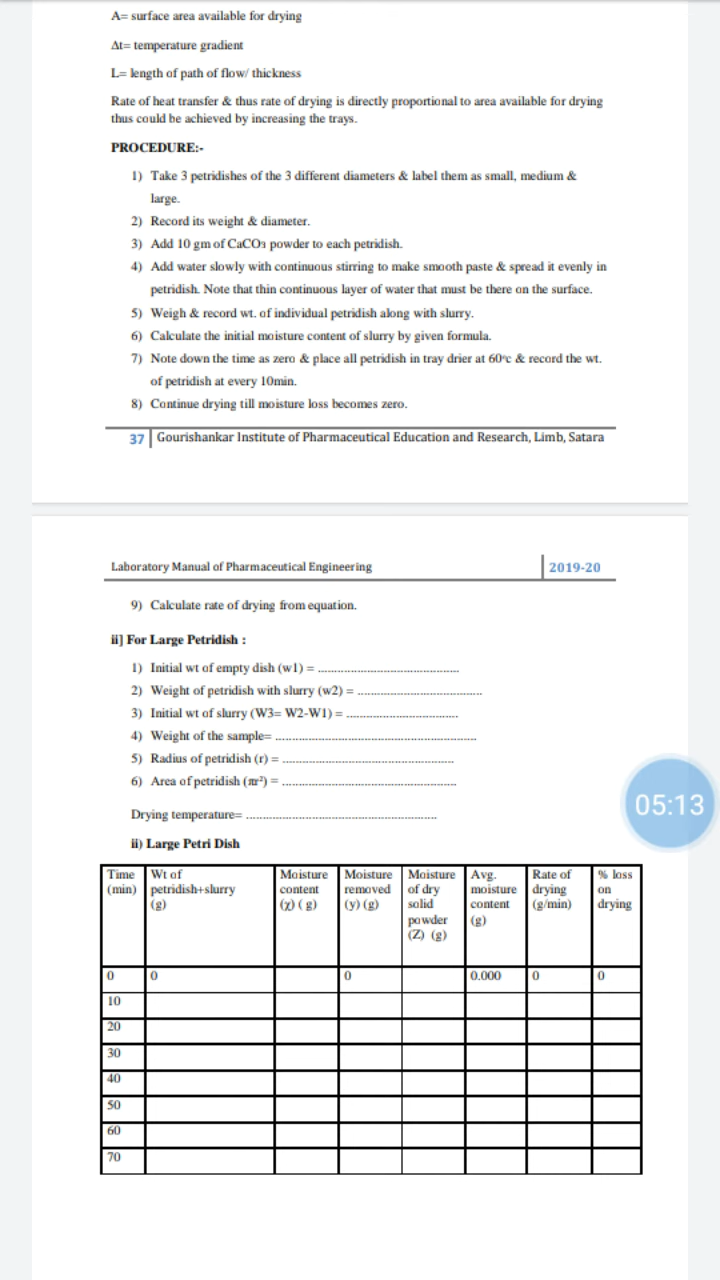 A= surface area available for drying
Δt= temperature gradient
L= length of path of flow/ thickness
Rate of heat transfer & thus rate of drying is directly proportional to area available for drying
thus could be achieved by increasing the trays.
PROCEDURE:-
1) Take 3 petridishes of the 3 different diameters & label them as small, medium &
large.
2) Record its weight & diameter.
3) Add 10 gm of CaCO₃ powder to each petridish.
4) Add water slowly with continuous stirring to make smooth paste & spread it evenly in
petridish. Note that thin continuous layer of water that must be there on the surface.
5) Weigh & record wt. of individual petridish along with slurry.
6) Calculate the initial moisture content of slurry by given formula.
7) Note down the time as zero & place all petridish in tray drier at 60°c & record the wt.
of petridish at every 10min.
8) Continue drying till moisture loss becomes zero.
37 | Gourishankar Institute of Pharmaceutical Education and Research, Limb, Satara
Laboratory Manual of Pharmaceutical Engineering 2019-20
9) Calculate rate of drying from equation.
ii] For Large Petridish :
1) Initial wt of empty dish (w1) = ................................................
2) Weight of petridish with slurry (w2) = ..........................................
3) Initial wt of slurry (W3= W2-W1) = ......................................
4) Weight of the sample= ....................................................................
5) Radius of petridish (r) = ..........................................................
6) Area of petridish (πr²) = ...........................................................
05:13
Drying temperature= .................................................................
ii) Large Petri Dish
Time (min) Wt of petridish+slurry (g) Moisture content (χ) ( g) Moisture removed (y) (g) Moisture of dry solid powder (Z) (g) Avg. moisture content (g) Rate of drying (g/min) % loss on drying
0 0 0 0.000 0 0
10
20
30
40
50
60
70